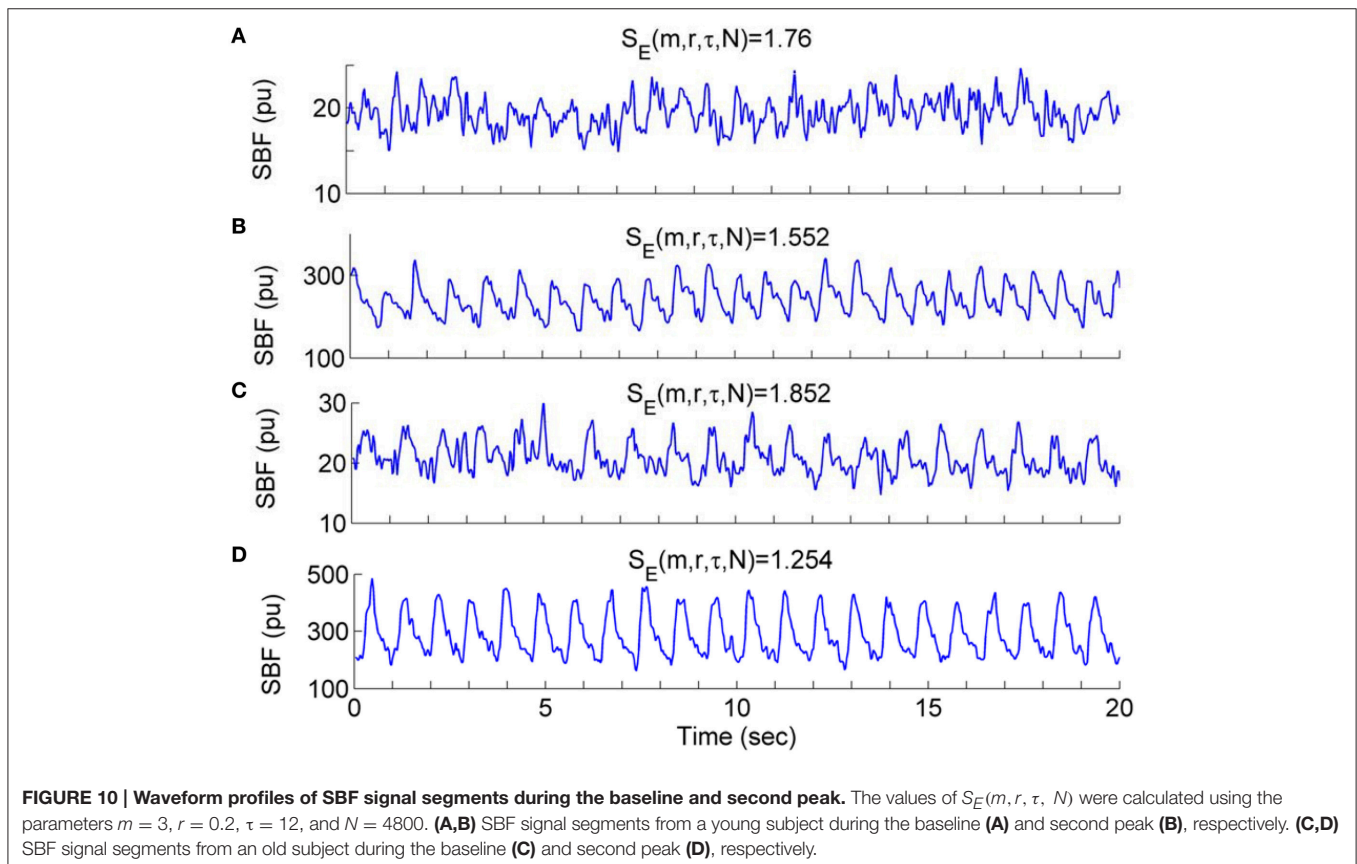 A
S_E(m,r,τ,N)=1.76
SBF (pu)
20
10
B
S_E(m,r,τ,N)=1.552
SBF (pu)
300
100
C
S_E(m,r,τ,N)=1.852
SBF (pu)
30
20
10
D
S_E(m,r,τ,N)=1.254
SBF (pu)
500
300
100
0 5 10 15 20
Time (sec)
FIGURE 10 | Waveform profiles of SBF signal segments during the baseline and second peak. The values of S_E(m, r, τ, N) were calculated using the
parameters m = 3, r = 0.2, τ = 12, and N = 4800. (A,B) SBF signal segments from a young subject during the baseline (A) and second peak (B), respectively. (C,D)
SBF signal segments from an old subject during the baseline (C) and second peak (D), respectively.